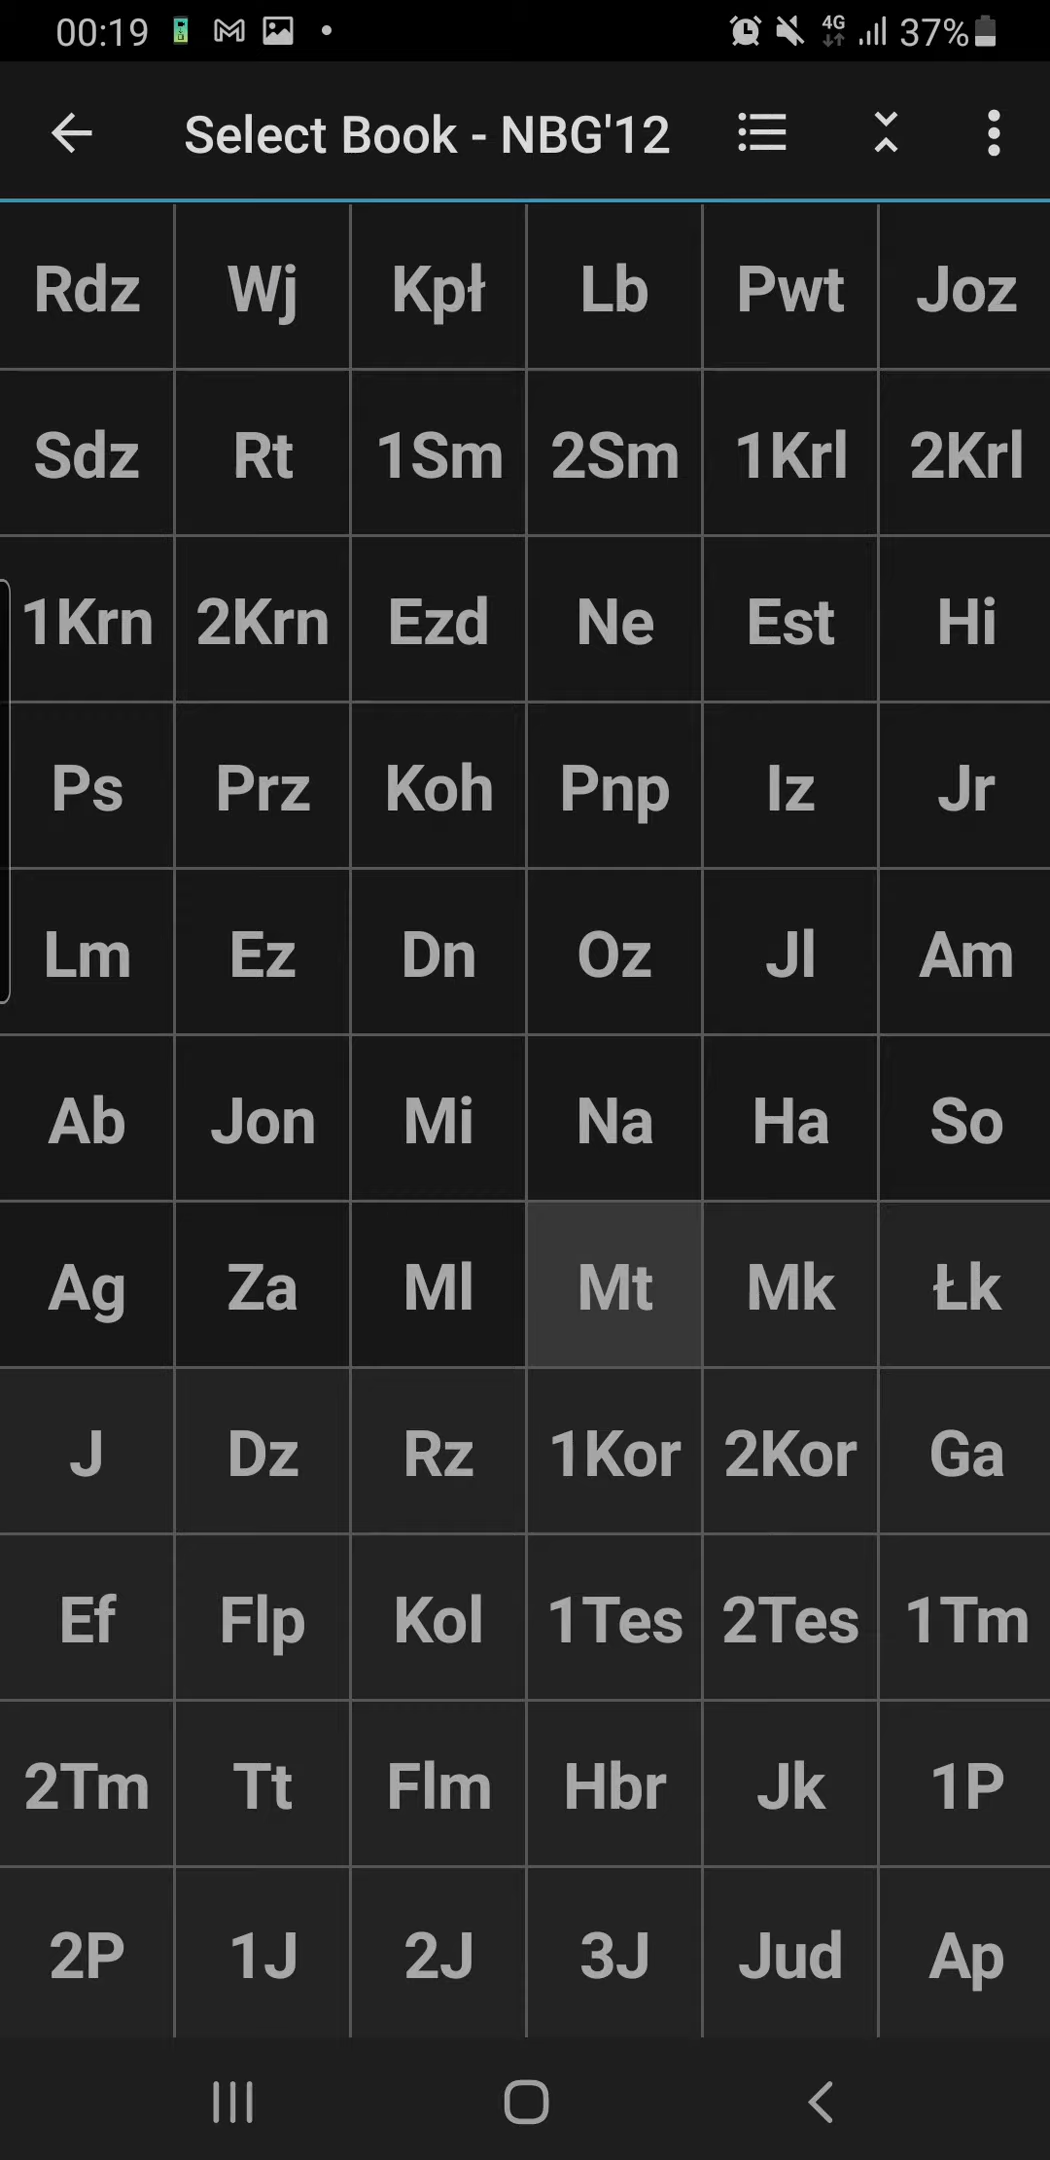 00:19 4G 37%
Select Book - NBG'12
Rdz Wj Kpł Lb Pwt Joz
Sdz Rt 1Sm 2Sm 1Krl 2Krl
1Krn 2Krn Ezd Ne Est Hi
Ps Prz Koh Pnp Iz Jr
Lm Ez Dn Oz Jl Am
Ab Jon Mi Na Ha So
Ag Za Ml Mt Mk Łk
J Dz Rz 1Kor 2Kor Ga
Ef Flp Kol 1Tes 2Tes 1Tm
2Tm Tt Flm Hbr Jk 1P
2P 1J 2J 3J Jud Ap